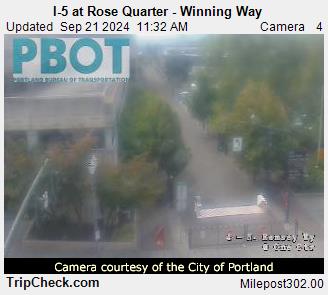 I-5 at Rose Quarter - Winning Way
Updated Sep 21 2024 11:32 AM Camera 4
PBOT
PORTLAND BUREAU OF TRANSPORTATION
Camera courtesy of the City of Portland
TripCheck.com Milepost302.00